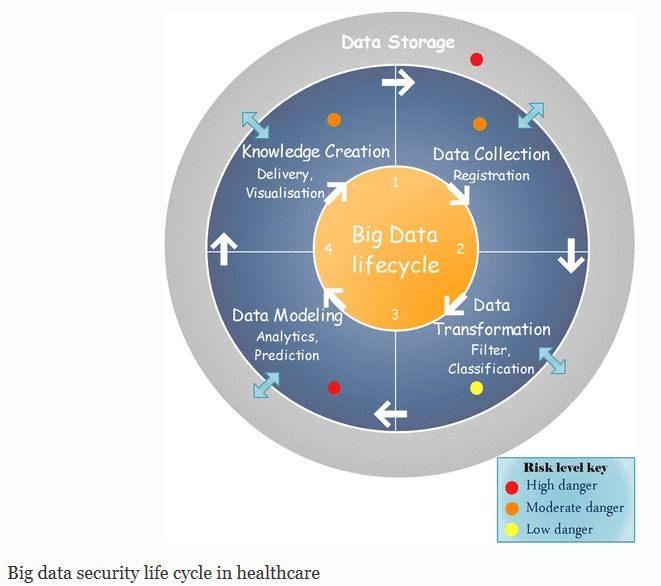 Data Storage
Knowledge Creation
Delivery,
Visualisation
Data Collection
Registration
1
Big Data
lifecycle
4
2
3
Data Modeling
Analytics,
Prediction
Data
Transformation
Filter,
Classification
Risk level key
High danger
Moderate danger
Low danger
Big data security life cycle in healthcare